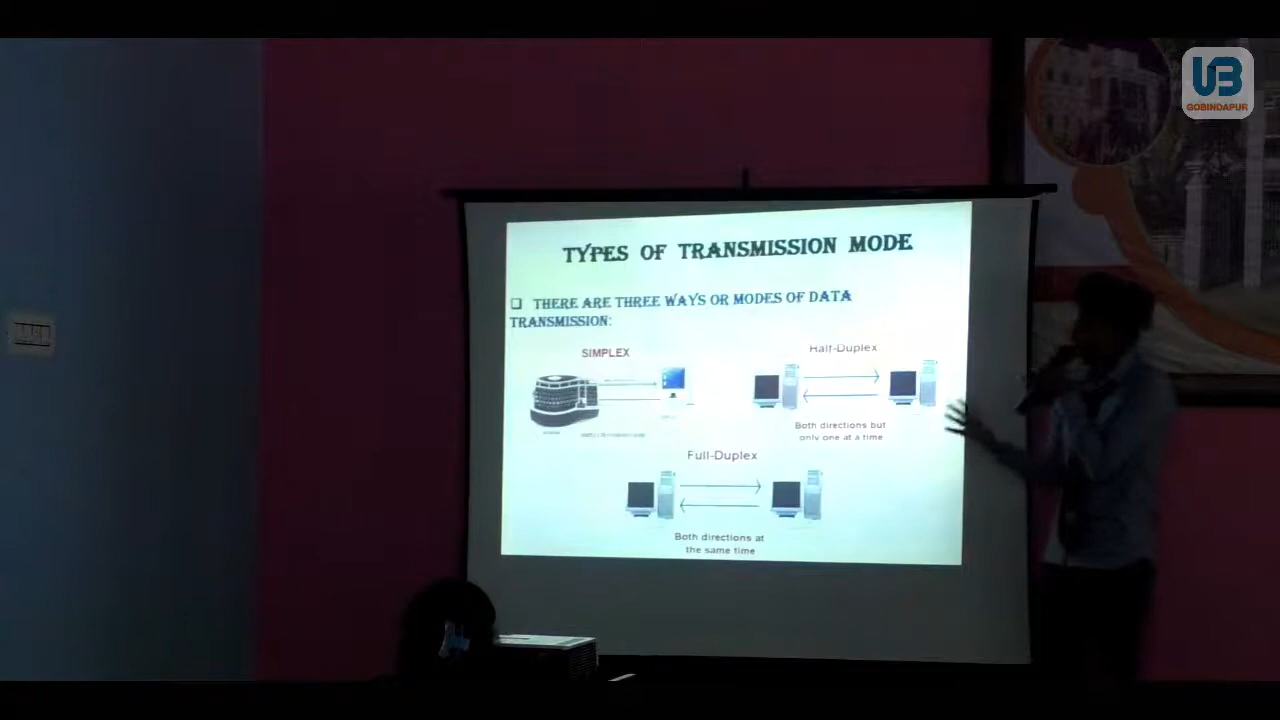 UB
GOBINDAPUR
TYPES OF TRANSMISSION MODE
❑ THERE ARE THREE WAYS OR MODES OF DATA
TRANSMISSION:
SIMPLEX
Half-Duplex
Both directions but
only one at a time
Full-Duplex
Both directions at
the same time